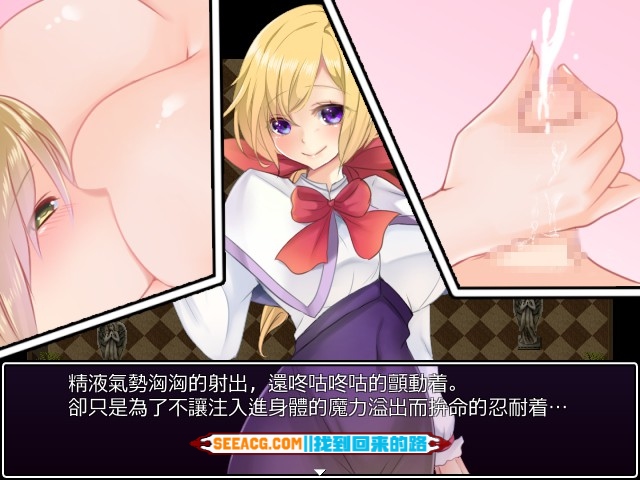 精液氣勢洶洶的射出，還咚咕咚咕的顫動着。
卻只是為了不讓注入進身體的魔力溢出而拚命的忍耐着…
SEEACG.COM||找到回来的路